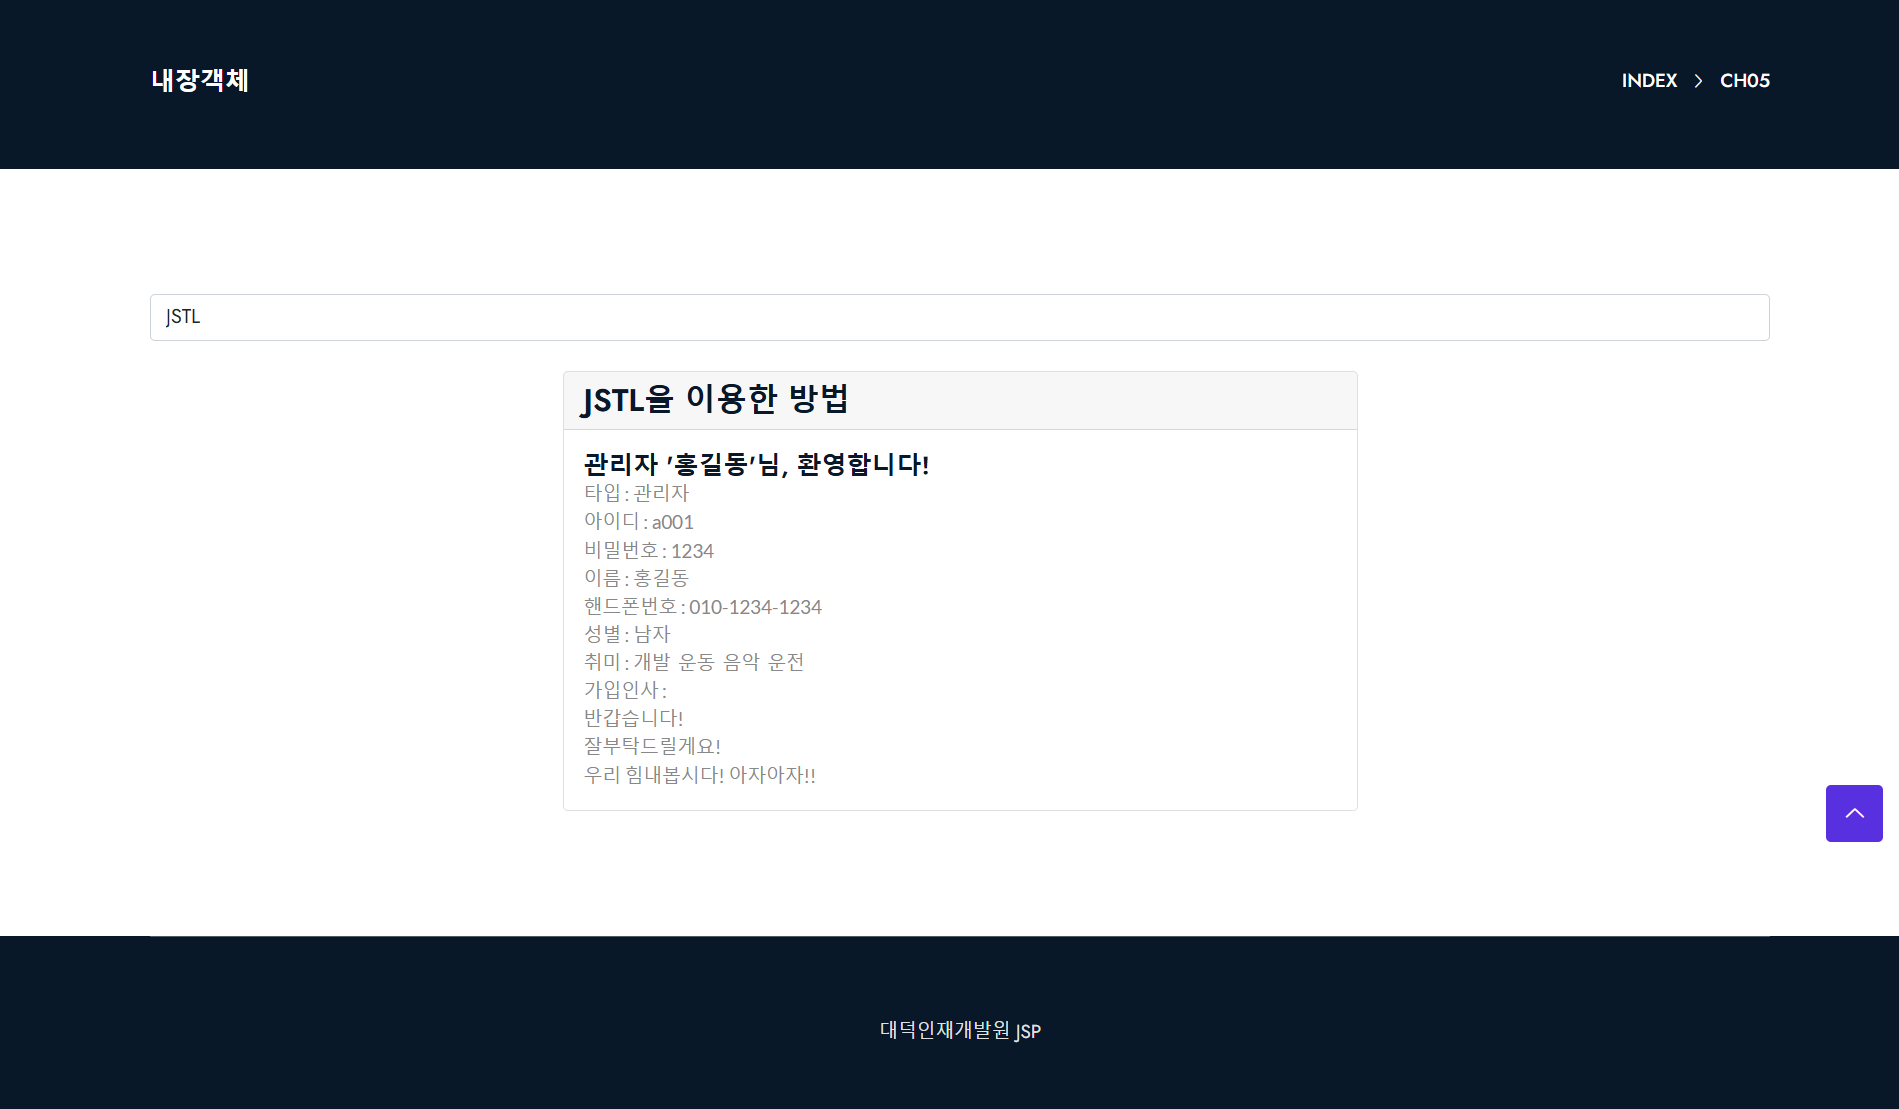 내장객체
INDEX > CH05
JSTL
JSTL을 이용한 방법
관리자 '홍길동'님, 환영합니다!
타입 : 관리자
아이디 : a001
비밀번호 : 1234
이름 : 홍길동
핸드폰번호 : 010-1234-1234
성별 : 남자
취미 : 개발 운동 음악 운전
가입인사 :
반갑습니다!
잘부탁드릴게요!
우리 힘내봅시다! 아자아자!!
대덕인재개발원 JSP